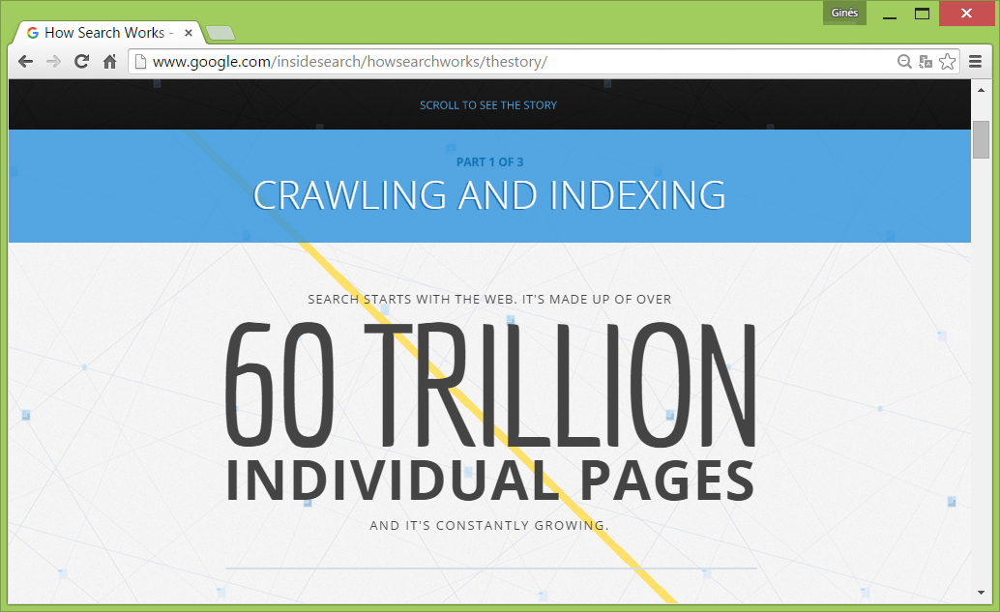 Ginés
How Search Works -
www.google.com/insidesearch/howsearchworks/thestory/
SCROLL TO SEE THE STORY
PART 1 OF 3
CRAWLING AND INDEXING
SEARCH STARTS WITH THE WEB. IT'S MADE UP OF OVER
60 TRILLION
INDIVIDUAL PAGES
AND IT'S CONSTANTLY GROWING.